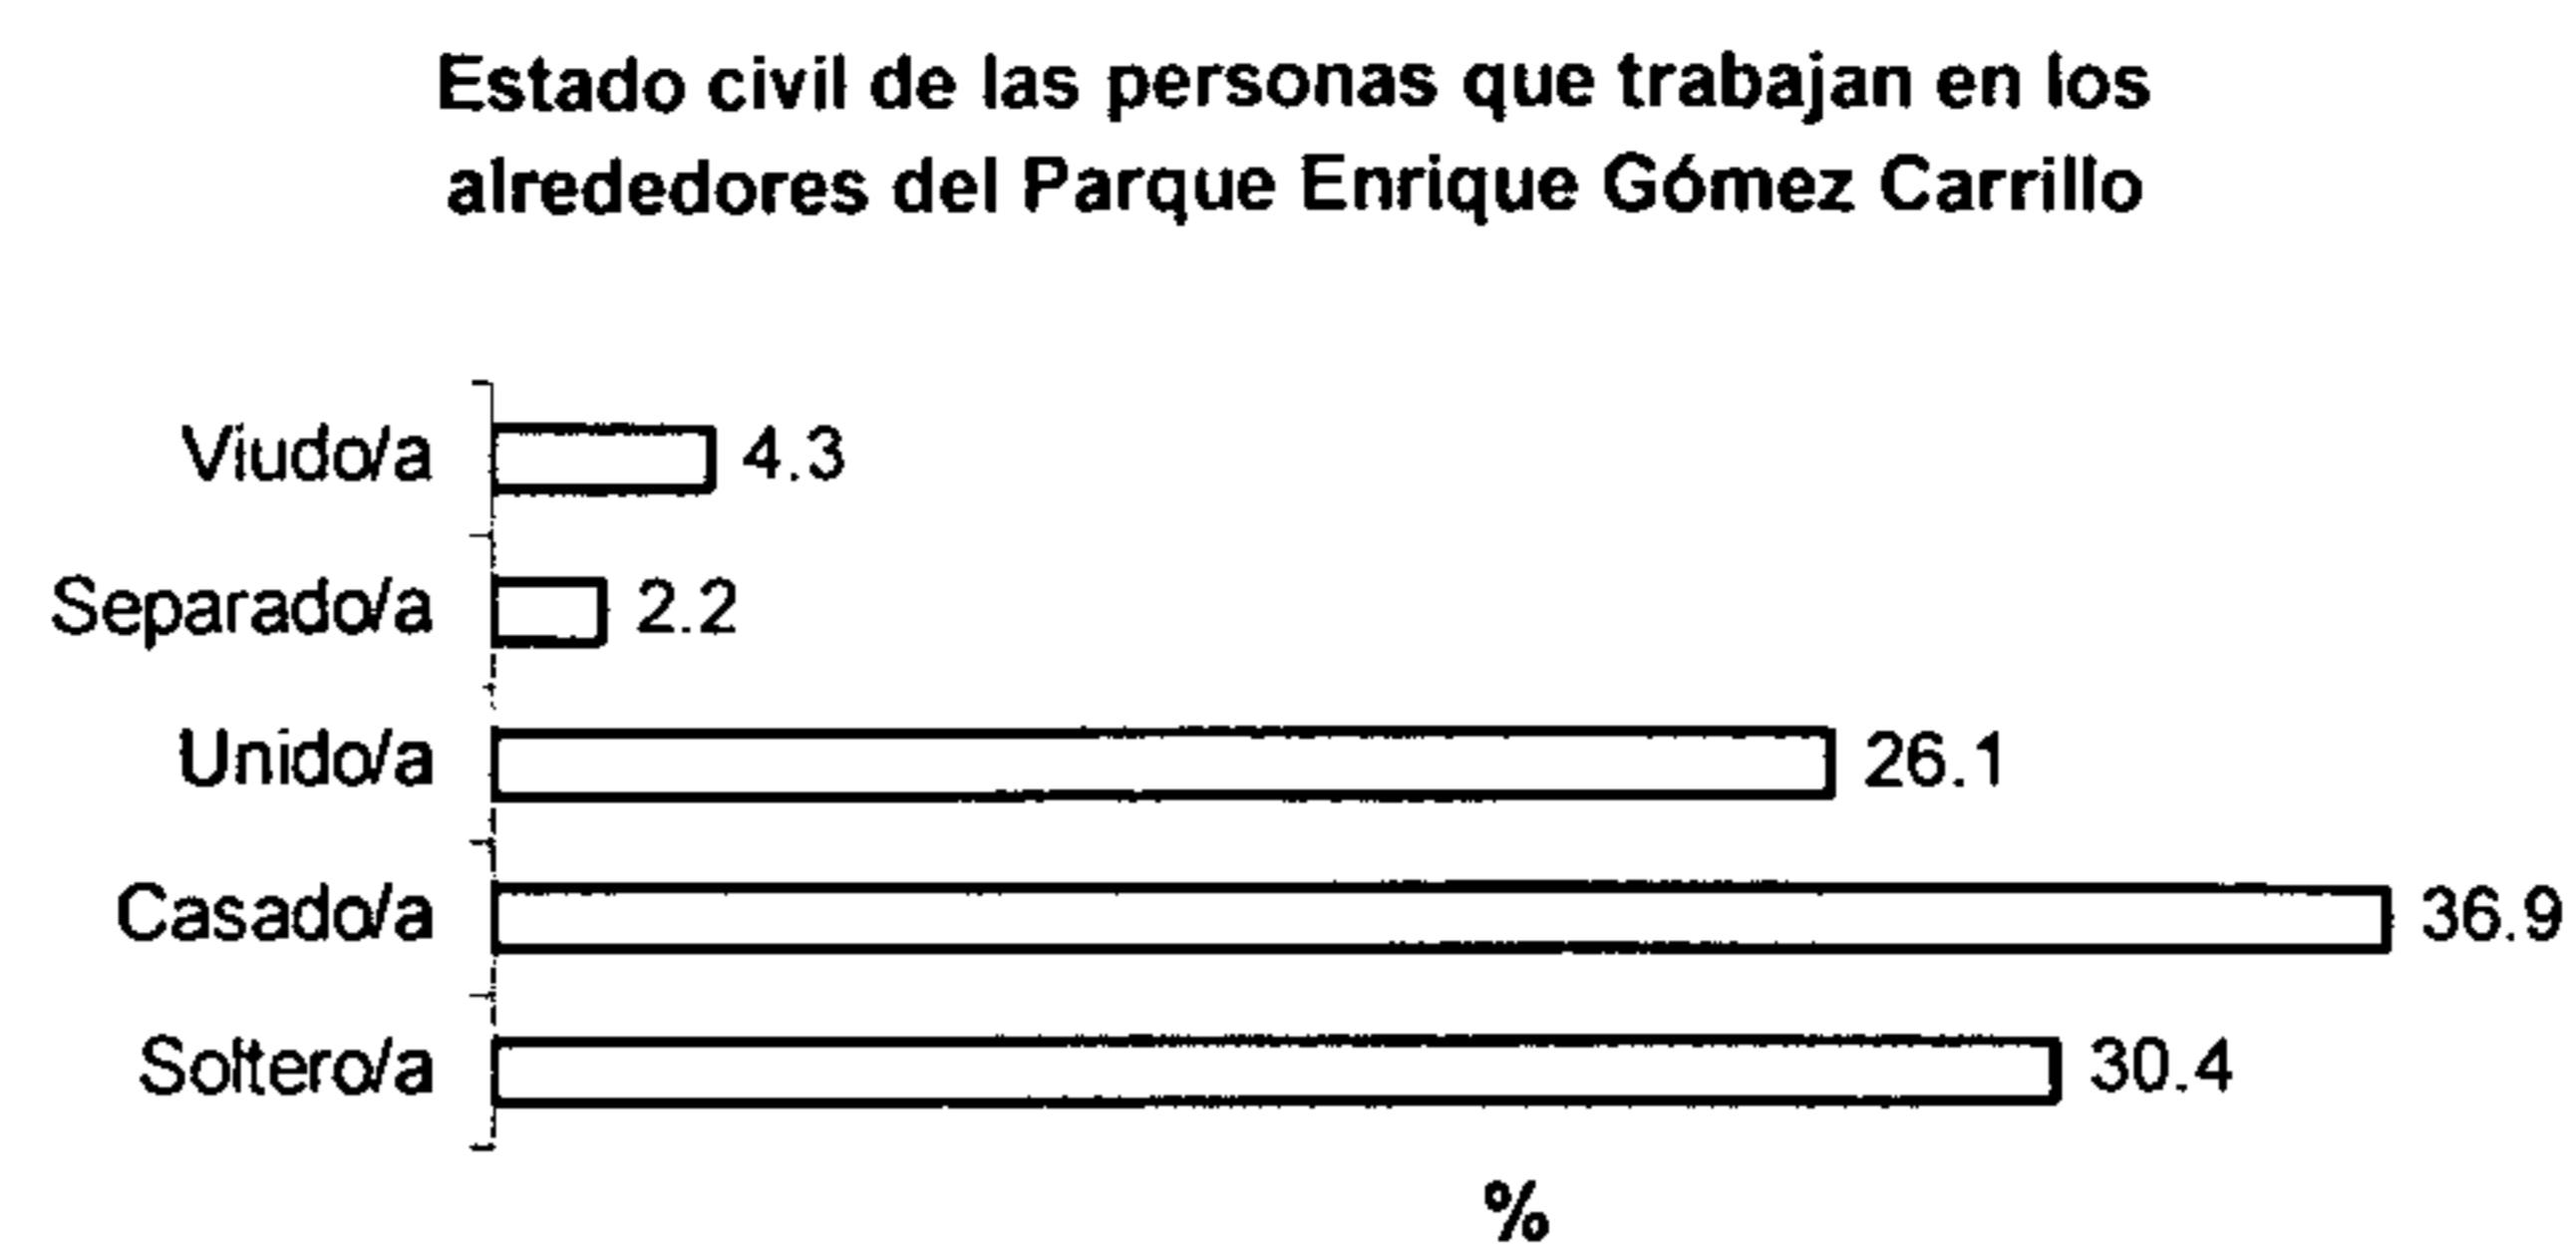 Estado civil de las personas que trabajan en los
alrededores del Parque Enrique Gómez Carrillo
Viudo/a 4.3
Separado/a 2.2
Unido/a 26.1
Casado/a 36.9
Soltero/a 30.4
%